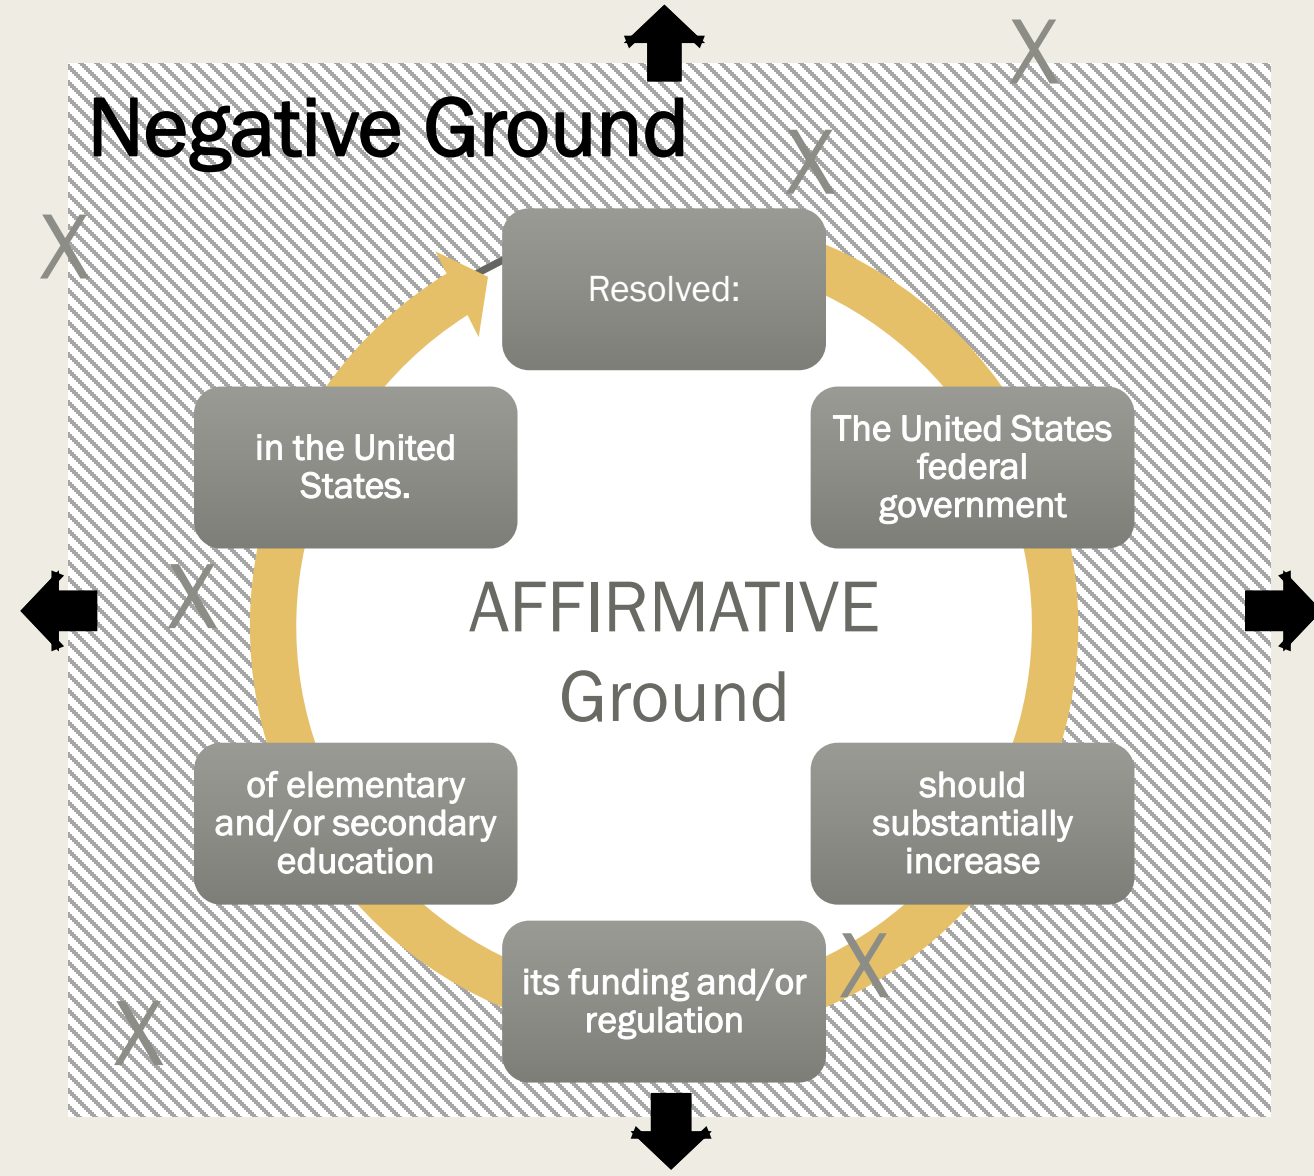 X
Negative Ground
X
X
Resolved:
The United States
federal
government
in the United
States.
X
AFFIRMATIVE
Ground
should
substantially
increase
of elementary
and/or secondary
education
X
its funding and/or
regulation
X